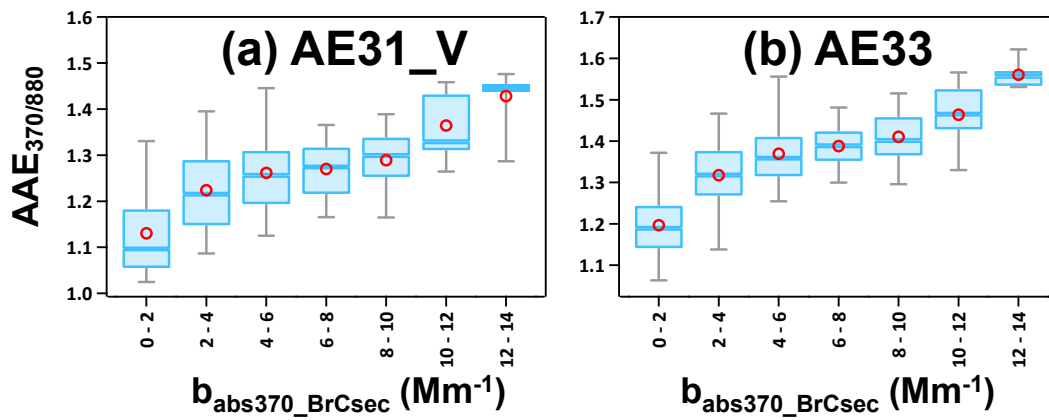 (a) AE31_V
AAE370/880
1.6
1.5
1.4
1.3
1.2
1.1
1.0
0 - 2
2 - 4
4 - 6
6 - 8
8 - 10
10 - 12
12 - 14
babs370_BrCsec (Mm-1)
(b) AE33
1.7
1.6
1.5
1.4
1.3
1.2
1.1
0 - 2
2 - 4
4 - 6
6 - 8
8 - 10
10 - 12
12 - 14
babs370_BrCsec (Mm-1)